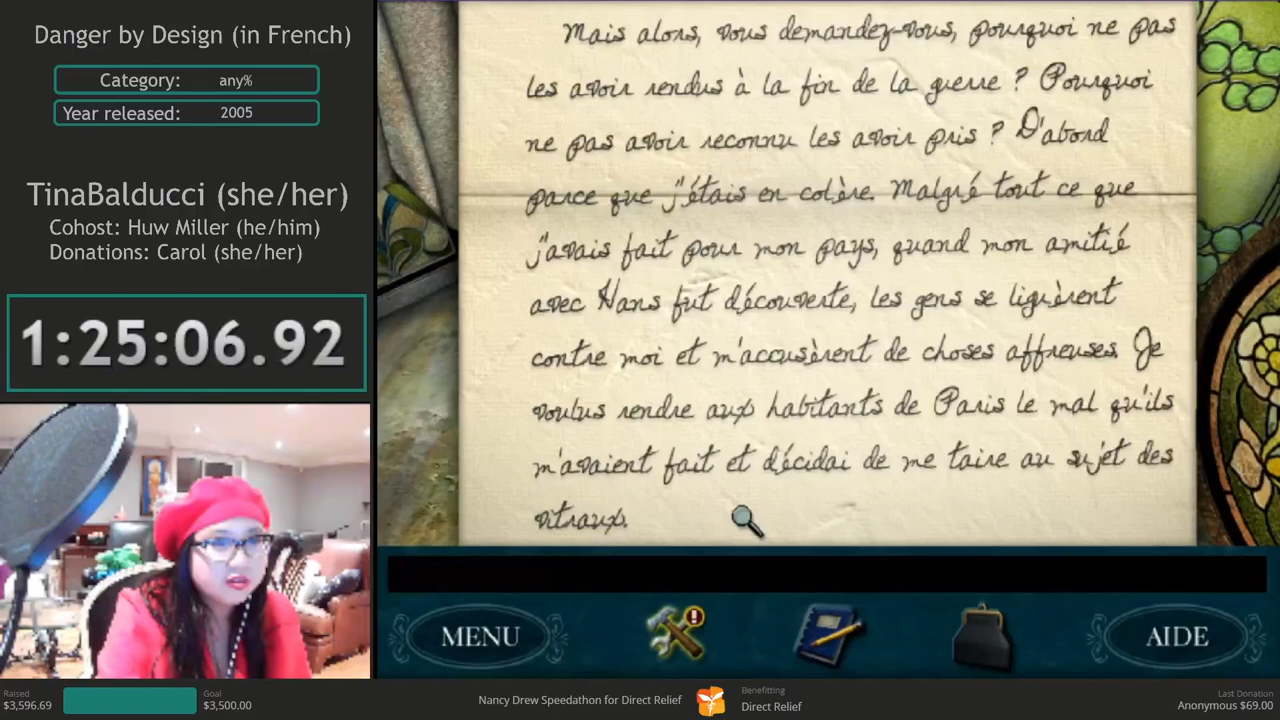 Danger by Design (in French)
Category: any%
Year released: 2005
TinaBalducci (she/her)
Cohost: Huw Miller (he/him)
Donations: Carol (she/her)
1:25:06.92
Mais alors, vous demandez-vous, pourquoi ne pas
les avoir rendus à la fin de la guerre ? Pourquoi
ne pas avoir reconnu les avoir pris ? D'abord
parce que j'étais en colère. Malgré tout ce que
j'avais fait pour mon pays, quand mon amitié
avec Hans fut découverte, les gens se liguèrent
contre moi et m'accusèrent de choses affreuses. Je
voulus rendre aux habitants de Paris le mal qu'ils
m'avaient fait et décidai de me taire au sujet des
vitraux.
MENU
AIDE
Raised
$3,596.69
Goal
$3,500.00
Nancy Drew Speedathon for Direct Relief
Benefitting
Direct Relief
Last Donation
Anonymous $69.00